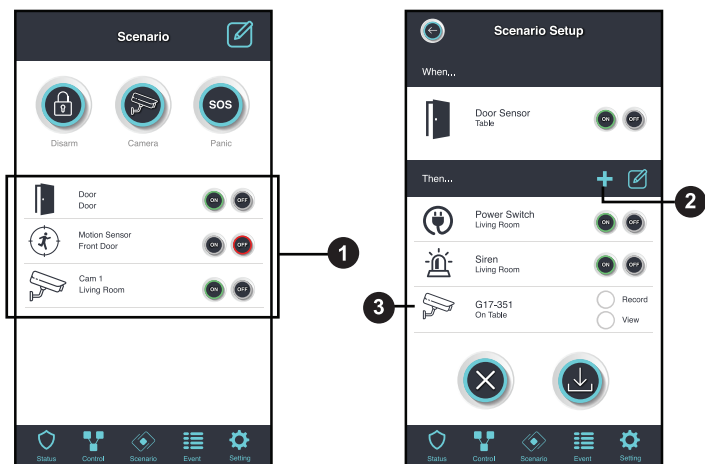 Scenario
SOS
Disarm
Camera
Panic
Door
Door
ON
OFF
Motion Sensor
Front Door
ON
OFF
Cam 1
Living Room
ON
OFF
1
Status
Control
Scenario
Event
Setting
Scenario Setup
When...
Door Sensor
Table
ON
OFF
Then...
2
Power Switch
Living Room
ON
OFF
Siren
Living Room
ON
OFF
3
G17-351
On Table
Record
View
Status
Control
Scenario
Event
Setting